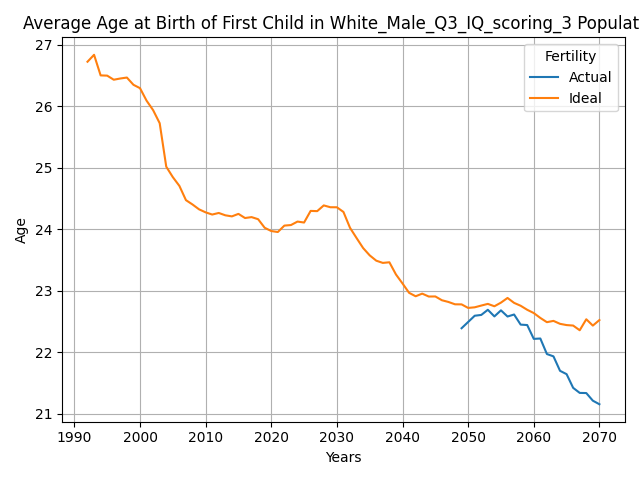 Average Age at Birth of First Child in White_Male_Q3_IQ_scoring_3 Populat
27
26
25
24
23
22
21
Age
Fertility
Actual
Ideal
1990 2000 2010 2020 2030 2040 2050 2060 2070
Years